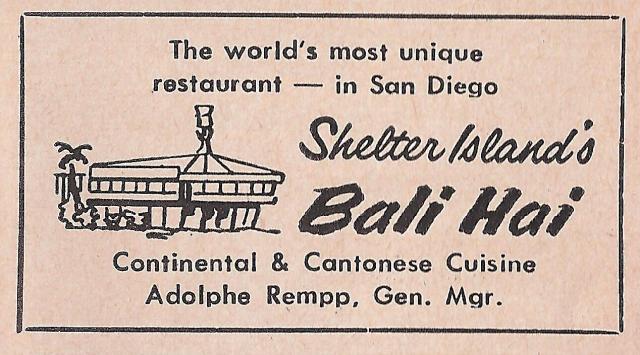 The world's most unique
restaurant — in San Diego
Shelter Island's
Bali Hai
Continental & Cantonese Cuisine
Adolphe Rempp, Gen. Mgr.